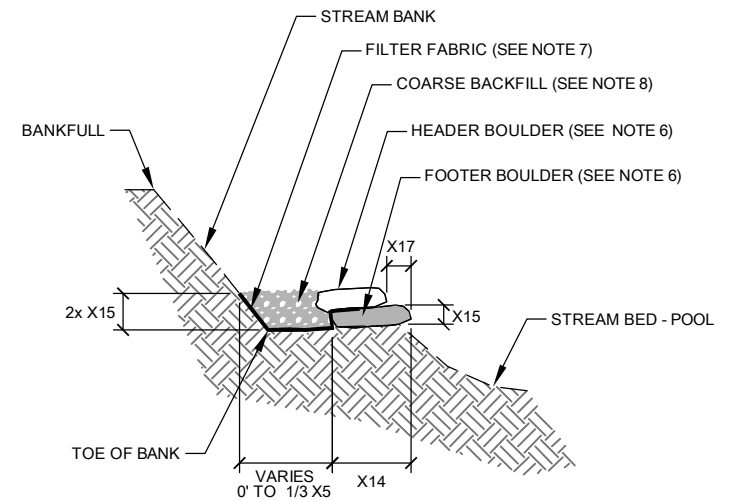 STREAM BANK
FILTER FABRIC (SEE NOTE 7)
COARSE BACKFILL (SEE NOTE 8)
BANKFULL
HEADER BOULDER (SEE NOTE 6)
FOOTER BOULDER (SEE NOTE 6)
X17
2x X15
X15
STREAM BED - POOL
TOE OF BANK
VARIES
0' TO 1/3 X5
X14